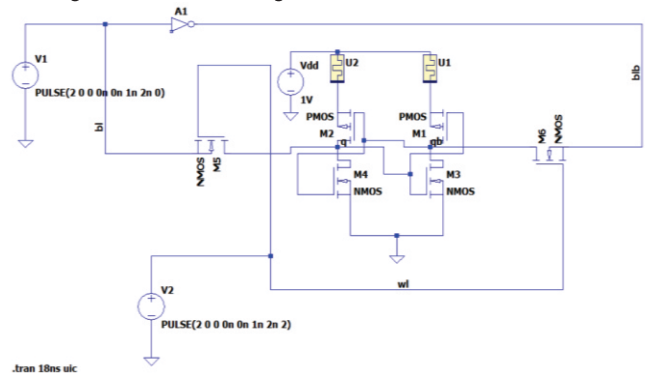 A1
V1
PULSE(2 0 0 0n 0n 1n 2n 0)
bl
Vdd
1V
U2
U1
PMOS
M2
PMOS
M1
q
qb
M4
NMOS
M3
NMOS
NMOS
M5
M6
NMOS
blb
wl
V2
PULSE(2 0 0 0n 0n 1n 2n 2)
.tran 18ns uic